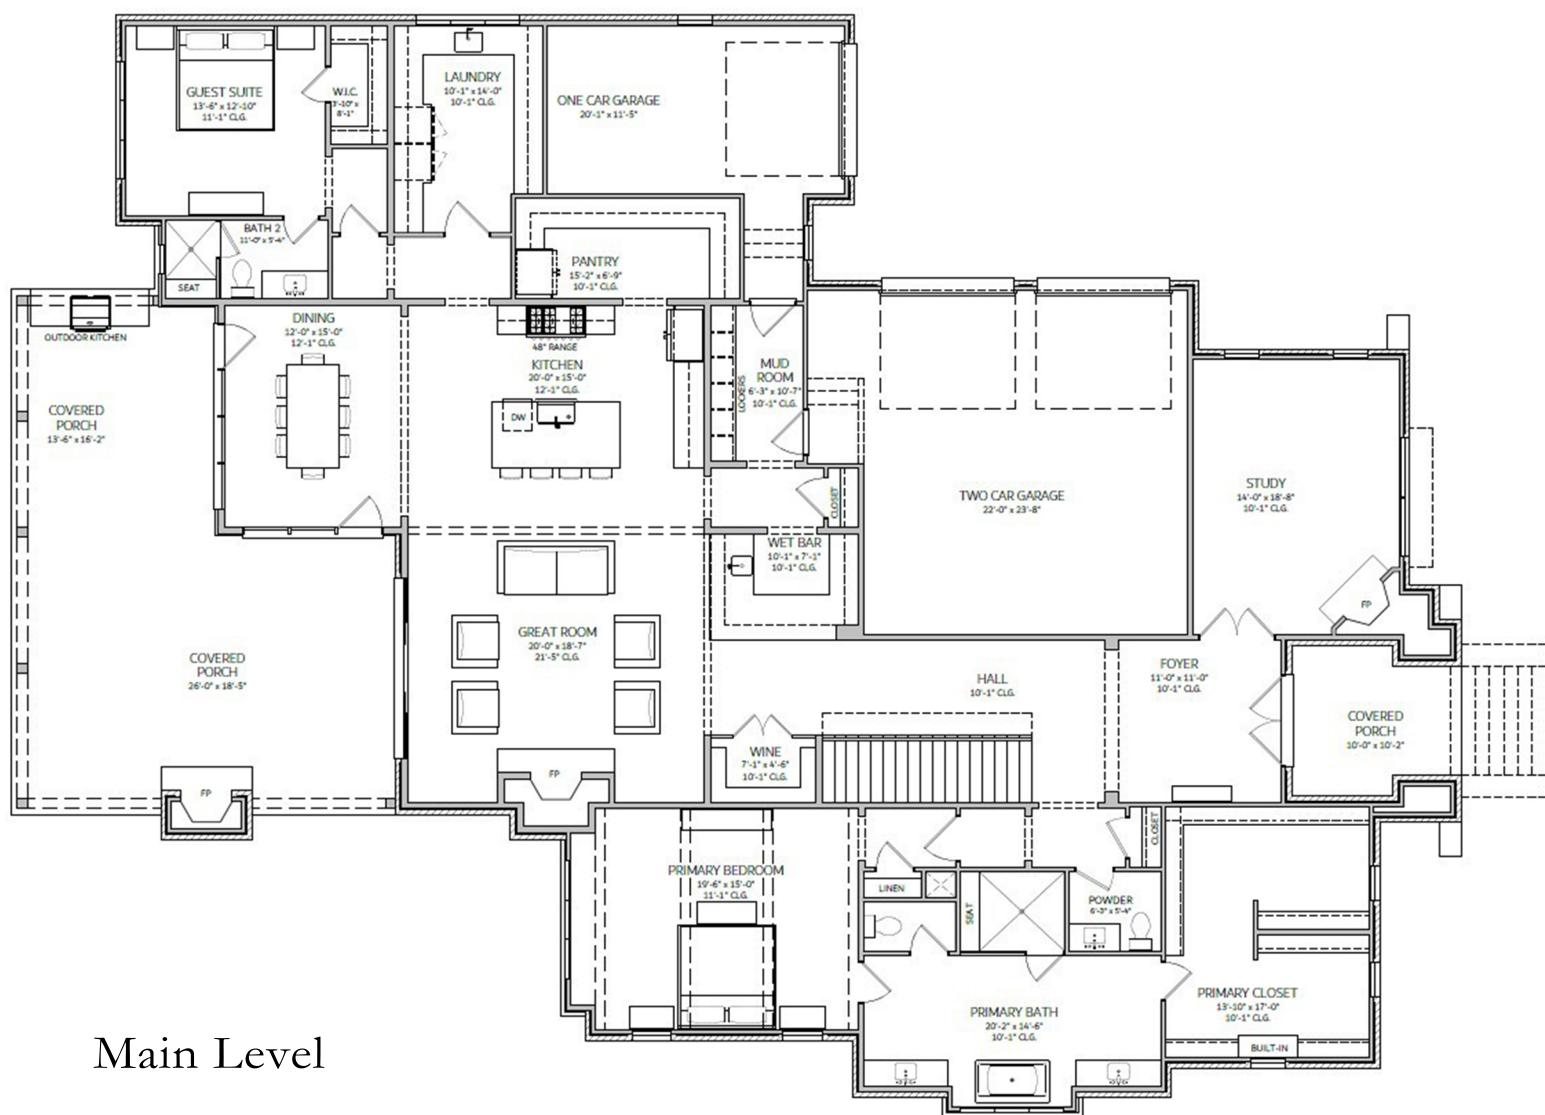 GUEST SUITE
13'-6" x 12'-10"
11'-1" CLG.
W.I.C.
3'-10" x
8'-1"
LAUNDRY
10'-1" x 14'-0"
10'-1" CLG.
ONE CAR GARAGE
20'-1" x 11'-5"
BATH 2
11'-0" x 5'-4"
SEAT
PANTRY
15'-2" x 6'-9"
10'-1" CLG.
OUTDOOR KITCHEN
DINING
12'-0" x 15'-0"
12'-1" CLG.
48" RANGE
KITCHEN
20'-0" x 15'-0"
12'-1" CLG.
DW
LOCKERS
MUD
ROOM
6'-3" x 10'-7"
10'-1" CLG.
COVERED
PORCH
13'-6" x 16'-2"
TWO CAR GARAGE
22'-0" x 23'-8"
STUDY
14'-0" x 18'-8"
10'-1" CLG.
CLOSET
WET BAR
10'-1" x 7'-1"
10'-1" CLG.
FP
GREAT ROOM
20'-0" x 18'-7"
21'-5" CLG.
COVERED
PORCH
26'-0" x 18'-5"
HALL
10'-1" CLG.
FOYER
11'-0" x 11'-0"
10'-1" CLG.
COVERED
PORCH
10'-0" x 10'-2"
WINE
7'-1" x 4'-6"
10'-1" CLG.
FP
FP
CLOSET
PRIMARY BEDROOM
19'-6" x 15'-0"
11'-1" CLG.
LINEN
SEAT
POWDER
6'-3" x 5'-4"
PRIMARY CLOSET
13'-10" x 17'-0"
10'-1" CLG.
PRIMARY BATH
20'-2" x 14'-6"
10'-1" CLG.
BUILT-IN
Main Level